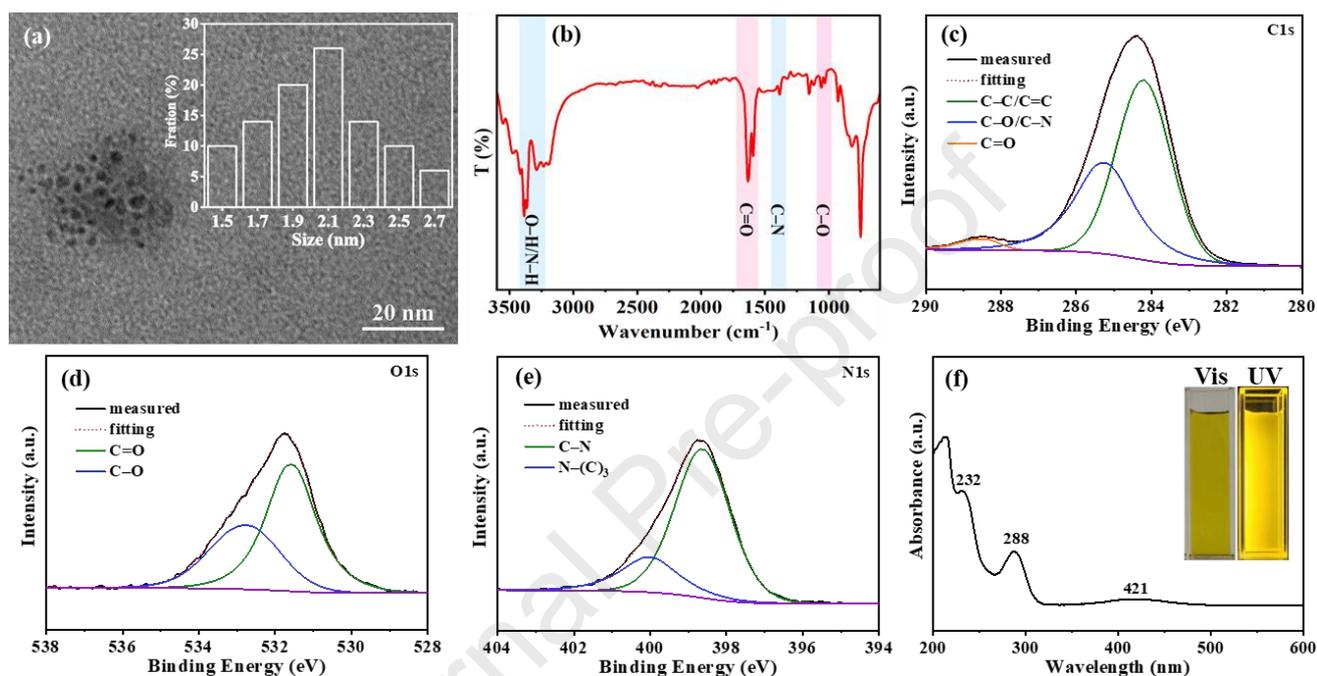 (a)
30
25
20
15
10
5
0
Fration (%)
1.5 1.7 1.9 2.1 2.3 2.5 2.7
Size (nm)
20 nm
(b)
T (%)
O–H/N–H
C=O
C–N
C–O
3500 3000 2500 2000 1500 1000
Wavenumber (cm-1)
(c)
C1s
measured
fitting
C–C/C=C
C–O/C–N
C=O
Intensity (a.u.)
290 288 286 284 282 280
Binding Energy (eV)
(d)
O1s
measured
fitting
C=O
C–O
Intensity (a.u.)
538 536 534 532 530 528
Binding Energy (eV)
(e)
N1s
measured
fitting
C–N
N–(C)3
Intensity (a.u.)
404 402 400 398 396 394
Binding Energy (eV)
(f)
Vis UV
232
288
421
Absorbance (a.u.)
200 300 400 500 600
Wavelength (nm)
rnal Pre-proof